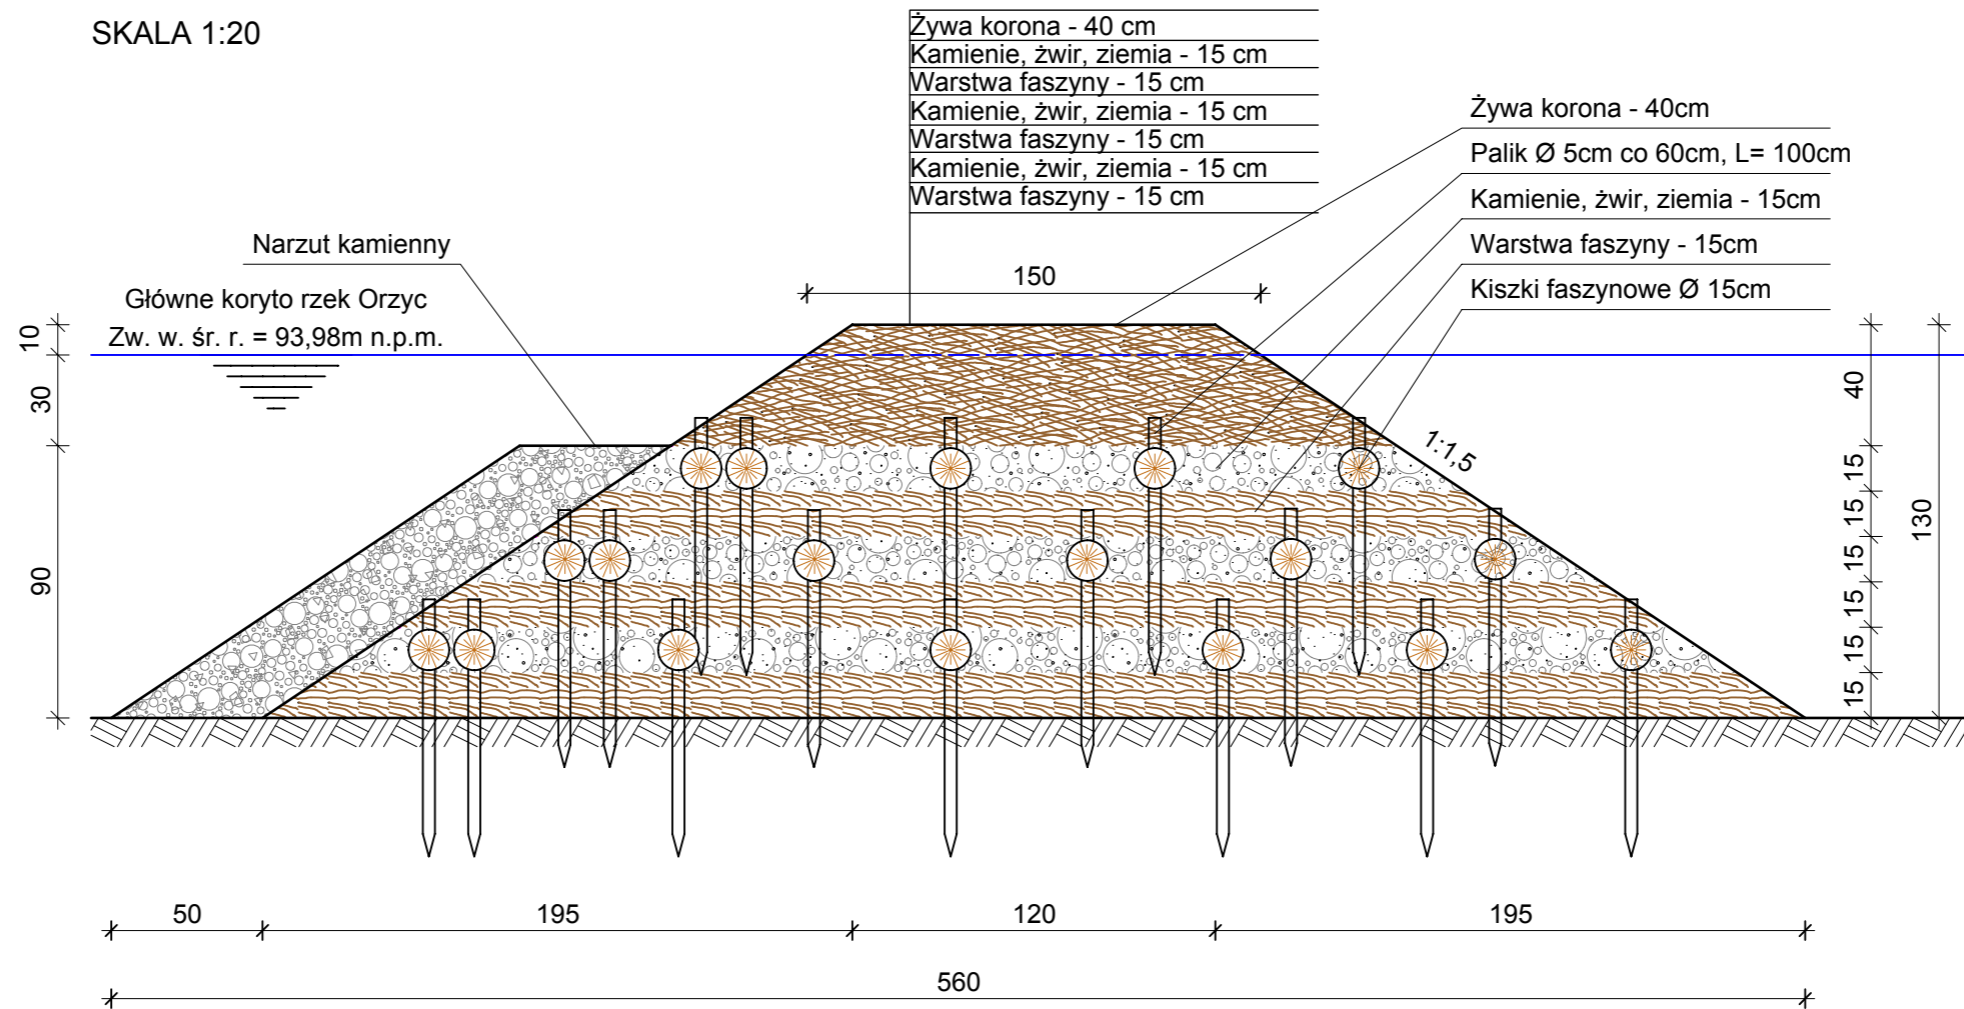 SKALA 1:20
Żywa korona - 40 cm
Kamienie, żwir, ziemia - 15 cm
Warstwa faszyny - 15 cm
Kamienie, żwir, ziemia - 15 cm
Warstwa faszyny - 15 cm
Kamienie, żwir, ziemia - 15 cm
Warstwa faszyny - 15 cm
Żywa korona - 40cm
Palik Ø 5cm co 60cm, L= 100cm
Kamienie, żwir, ziemia - 15cm
Warstwa faszyny - 15cm
Kiszki faszynowe Ø 15cm
Narzut kamienny
Główne koryto rzek Orzyc
Zw. w. śr. r. = 93,98m n.p.m.
150
10
30
90
1:1,5
40
15
15
15
15
15
15
130
50
195
120
195
560